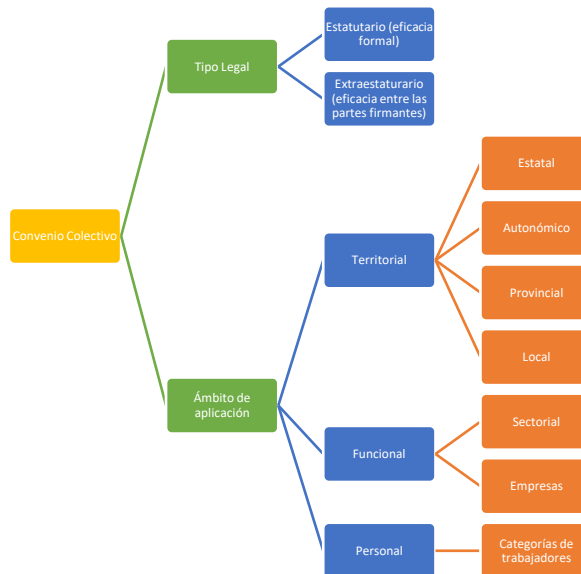 Estatutario (eficacia
formal)
Tipo Legal
Extraestaturario
(eficacia entre las
partes firmantes)
Estatal
Autonómico
Convenio Colectivo
Territorial
Provincial
Local
Ámbito de
aplicación
Sectorial
Funcional
Empresas
Personal
Categorías de
trabajadores